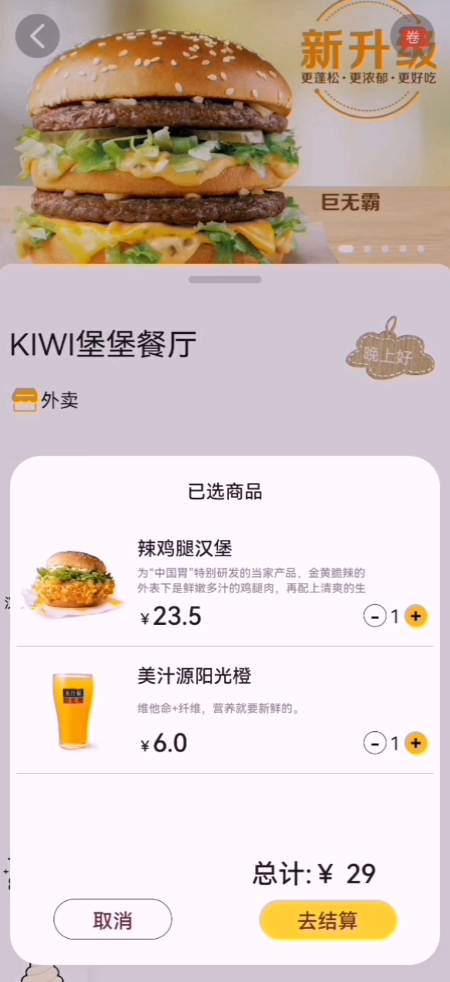 新升级
卷
更蓬松·更浓郁·更好吃
巨无霸
KIWI堡堡餐厅
晚上好
外卖
已选商品
辣鸡腿汉堡
为“中国胃”特别研发的当家产品，金黄脆辣的
外表下是鲜嫩多汁的鸡腿肉，再配上清爽的生
¥23.5
- 1 +
美汁源阳光橙
维他命+纤维，营养就要新鲜的。
¥6.0
- 1 +
总计:¥ 29
取消
去结算